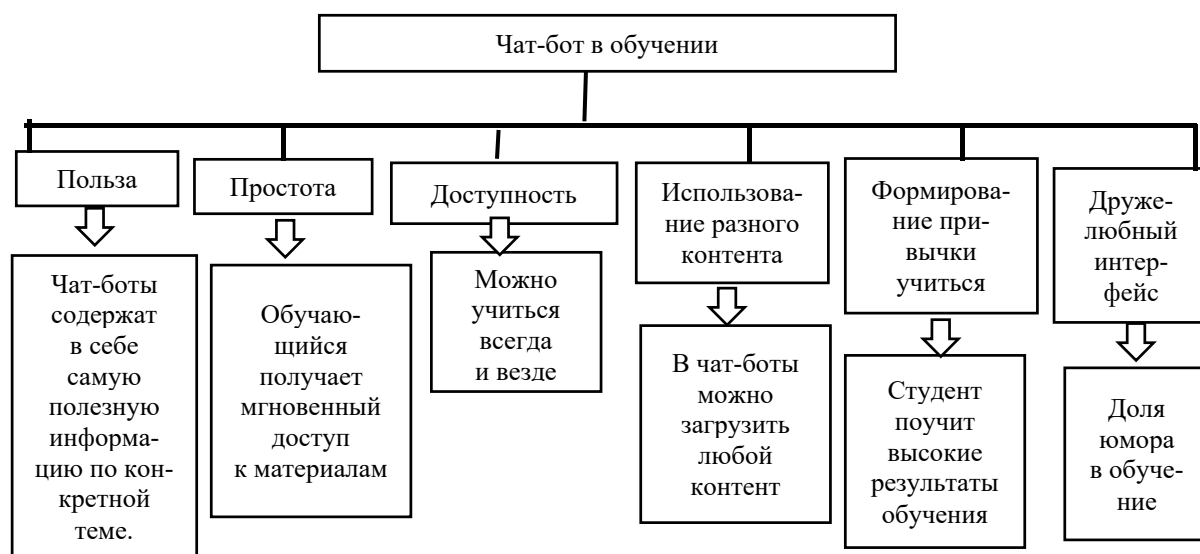 Чат-бот в обучении
Польза
Простота
Доступность
Использова-
ние разного
контента
Формирова-
ние при-
вычки
учиться
Друже-
любный
интер-
фейс
Чат-боты
содержат
в себе
самую
полезную
информа-
цию по кон-
кретной
теме.
Обучаю-
щийся
получает
мгновенный
доступ
к материалам
Можно
учиться
всегда
и везде
В чат-боты
можно
загрузить
любой
контент
Студент
поучит
высокие
результаты
обучения
Доля
юмора
в обуче-
ние